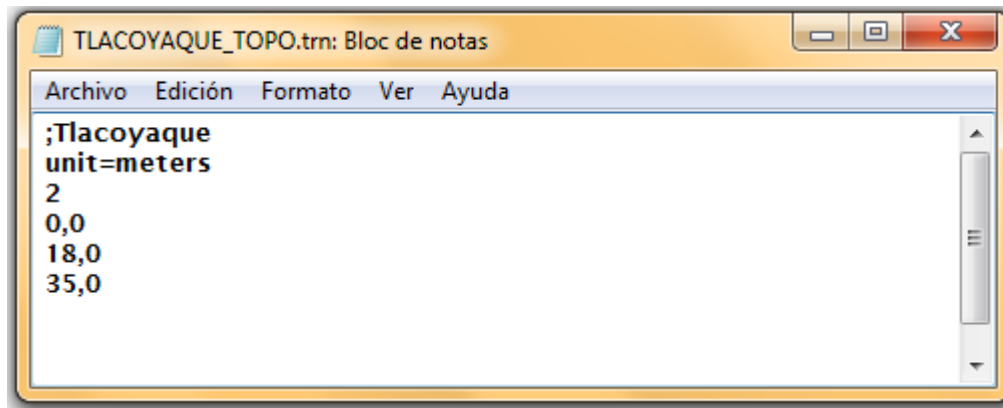 TLACOYAQUE_TOPO.trn: Bloc de notas
Archivo Edición Formato Ver Ayuda
;Tlacoyaque
unit=meters
2
0,0
18,0
35,0